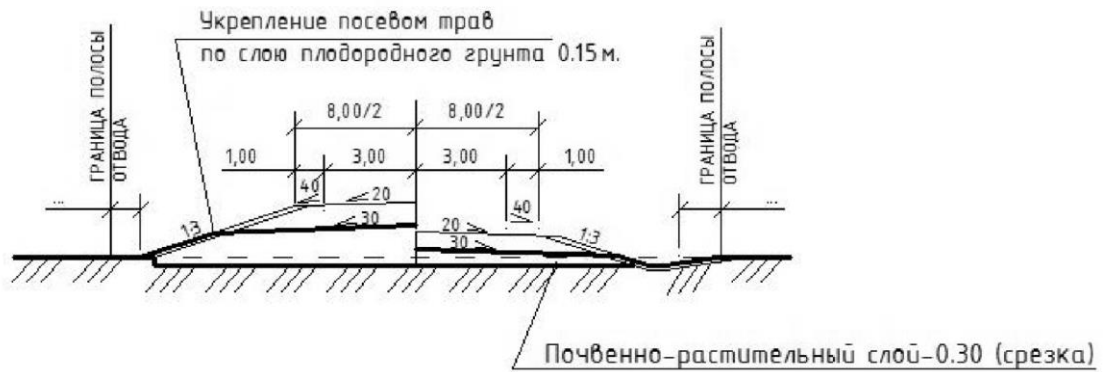 Укрепление посевом трав
по слою плодородного грунта 0.15 м.
ГРАНИЦА ПОЛОСЫ
ОТВОДА
8,00/2 8,00/2
1,00 3,00 3,00 1,00
ГРАНИЦА ПОЛОСЫ
ОТВОДА
... 40 20 40 ...
1:3 30 20 1:3
30
Почвенно-растительный слой-0.30 (срезка)